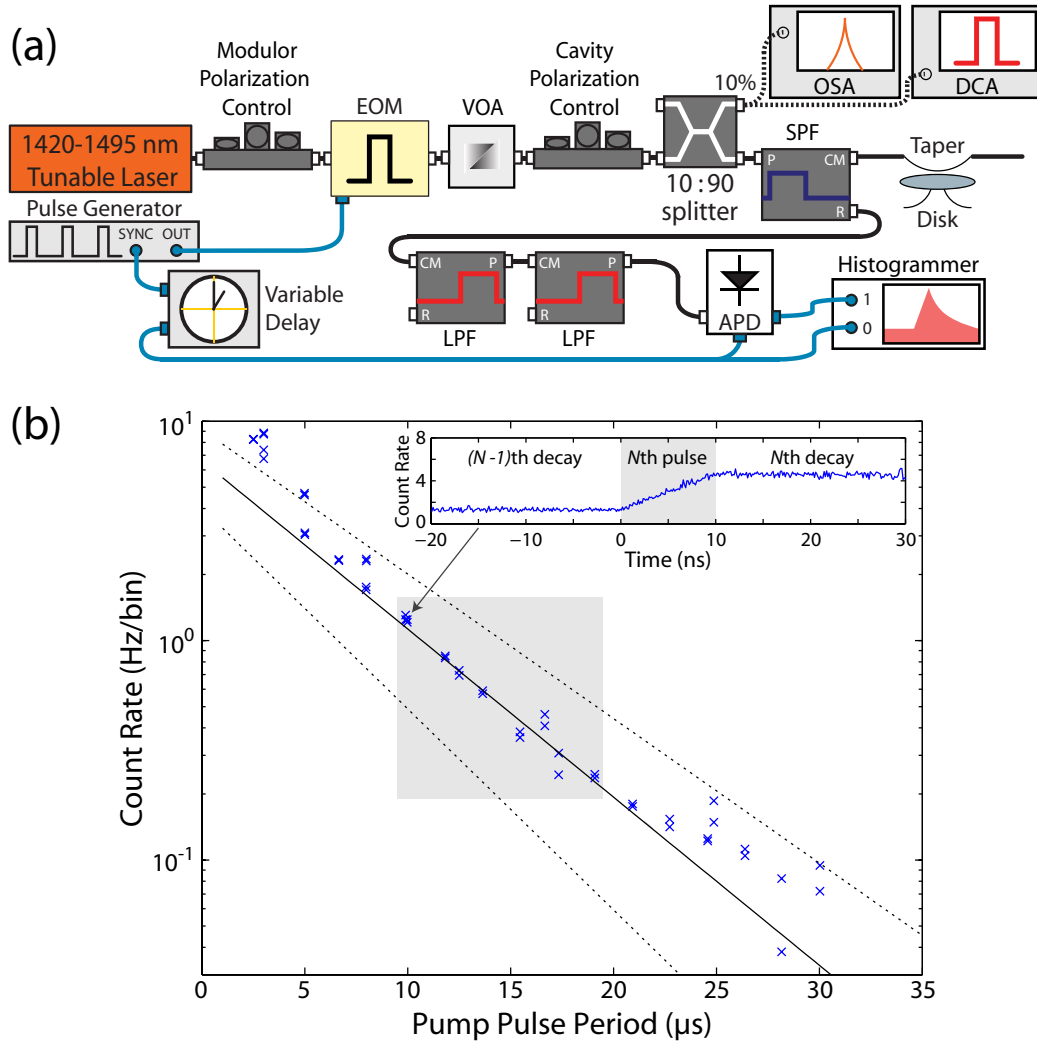 (a)
Modulor
Polarization
Control
EOM
VOA
Cavity
Polarization
Control
10%
OSA
DCA
1420-1495 nm
Tunable Laser
10 : 90
splitter
SPF
P
CM
R
Taper
Disk
Pulse Generator
SYNC
OUT
Variable
Delay
CM
P
R
LPF
CM
P
R
LPF
APD
Histogrammer
1
0
(b)
Count Rate (Hz/bin)
10^1
10^0
10^-1
0 5 10 15 20 25 30 35
Pump Pulse Period (µs)
Count Rate
8
4
0
(N -1)th decay
Nth pulse
Nth decay
−20 −10 0 10 20 30
Time (ns)